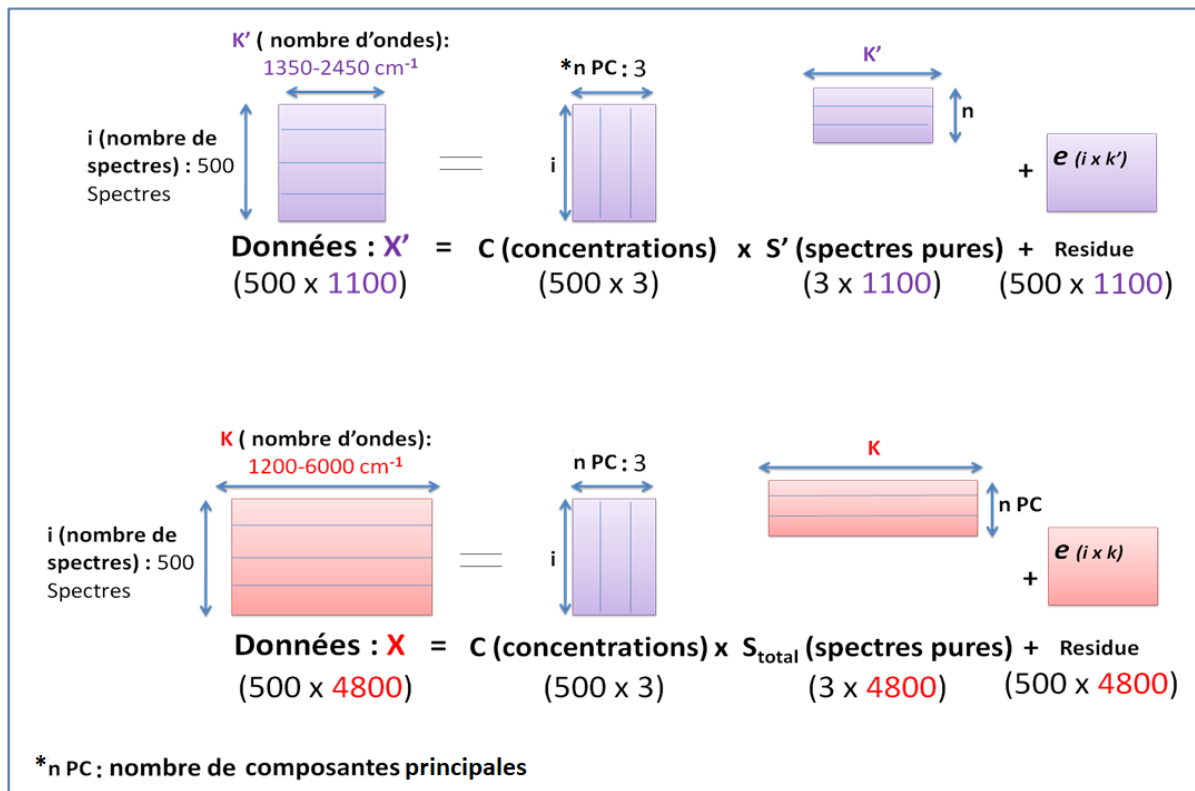 K’ ( nombre d’ondes):
1350-2450 cm⁻¹
*n PC : 3
K’
i (nombre de
spectres) : 500
Spectres
i
n
+
e (i x k’)
Données : X’ = C (concentrations) x S’ (spectres pures) + Residue
(500 x 1100) (500 x 3) (3 x 1100) (500 x 1100)
K ( nombre d’ondes):
1200-6000 cm⁻¹
n PC : 3
K
i (nombre de
spectres) : 500
Spectres
i
n PC
+
e (i x k)
Données : X = C (concentrations) x S_total (spectres pures) + Residue
(500 x 4800) (500 x 3) (3 x 4800) (500 x 4800)
*n PC : nombre de composantes principales